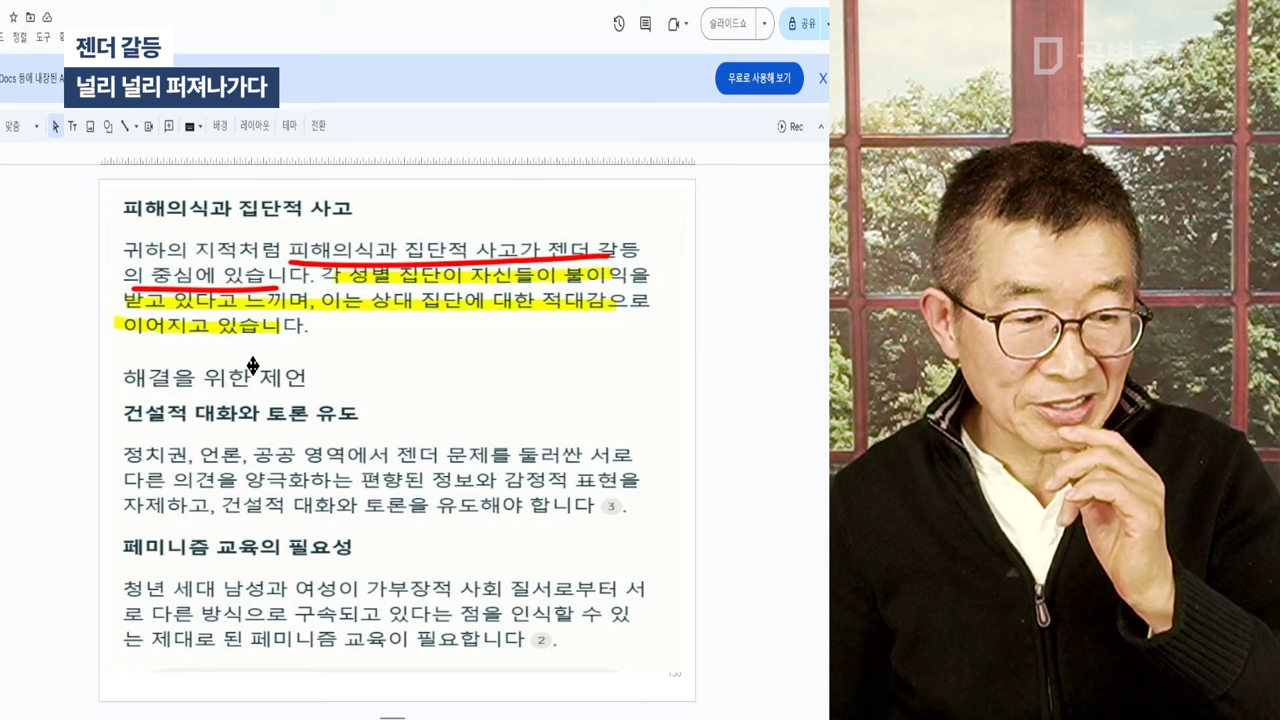 젠더 갈등
널리 널리 퍼져나가다
정렬 도구
슬라이드쇼
공유
Docs 등에 내장된
무료로 사용해 보기
X
맞춤
배경 레이아웃 테마 전환
Rec
피해의식과 집단적 사고
귀하의 지적처럼 피해의식과 집단적 사고가 젠더 갈등
의 중심에 있습니다. 각 성별 집단이 자신들이 불이익을
받고 있다고 느끼며, 이는 상대 집단에 대한 적대감으로
이어지고 있습니다.
해결을 위한 제언
건설적 대화와 토론 유도
정치권, 언론, 공공 영역에서 젠더 문제를 둘러싼 서로
다른 의견을 양극화하는 편향된 정보와 감정적 표현을
자제하고, 건설적 대화와 토론을 유도해야 합니다 3.
페미니즘 교육의 필요성
청년 세대 남성과 여성이 가부장적 사회 질서로부터 서
로 다른 방식으로 구속되고 있다는 점을 인식할 수 있
는 제대로 된 페미니즘 교육이 필요합니다 2.